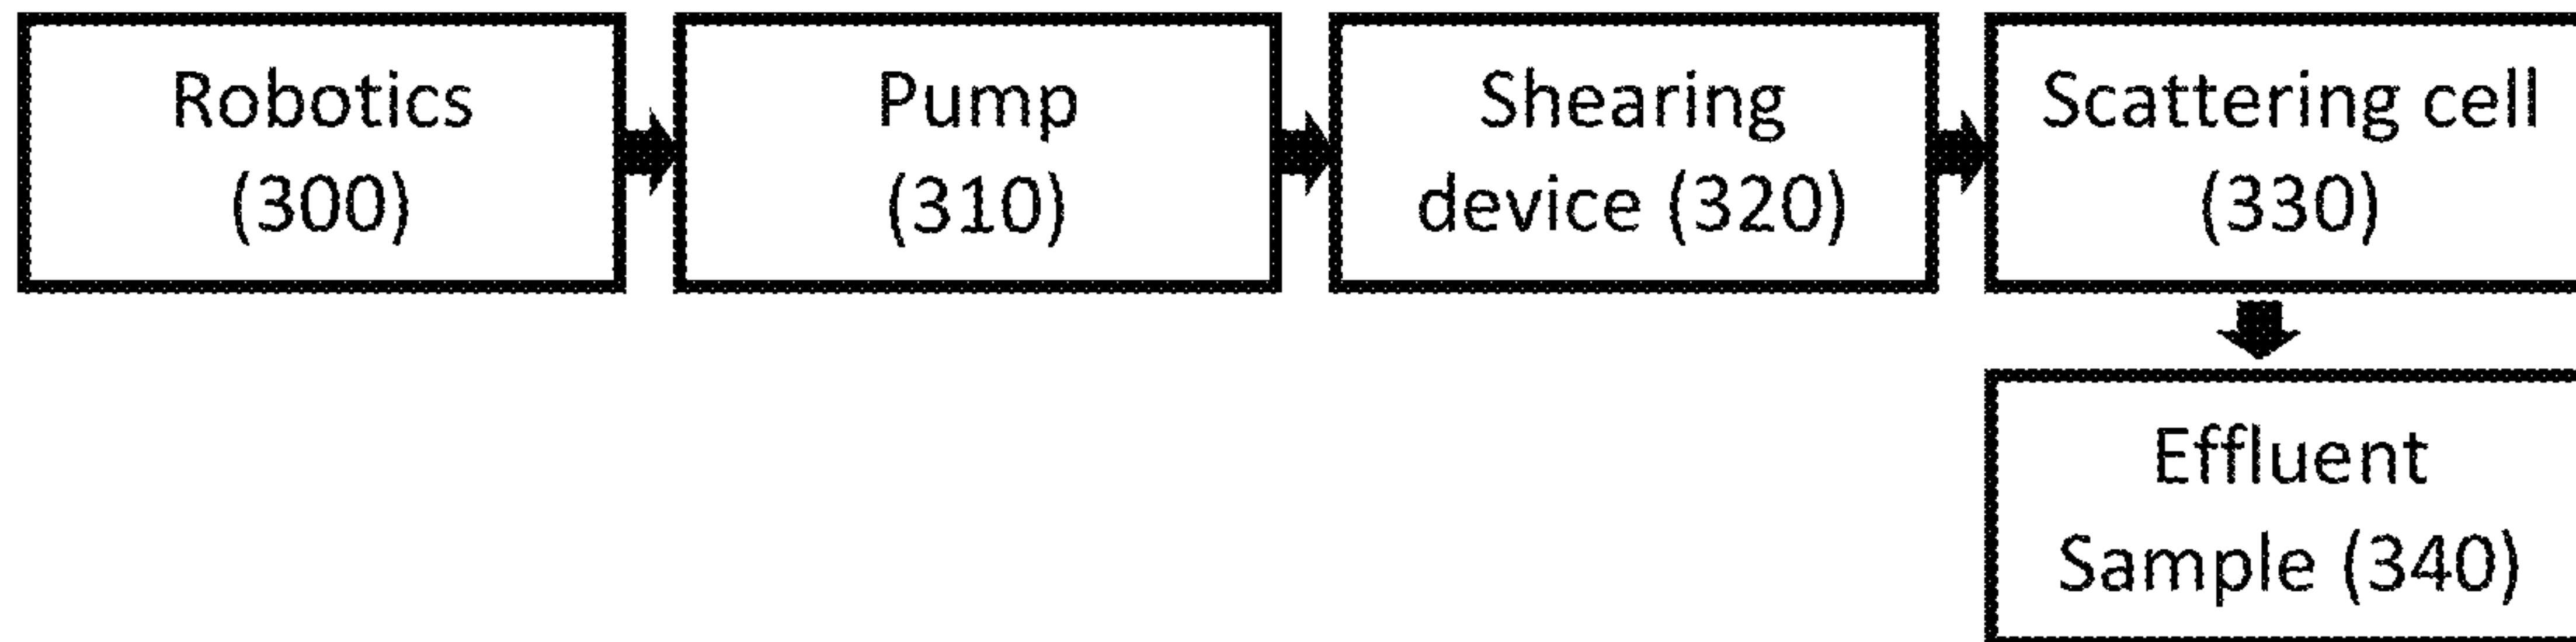 Robotics
(300)
Pump
(310)
Shearing
device (320)
Scattering cell
(330)
Effluent
Sample (340)